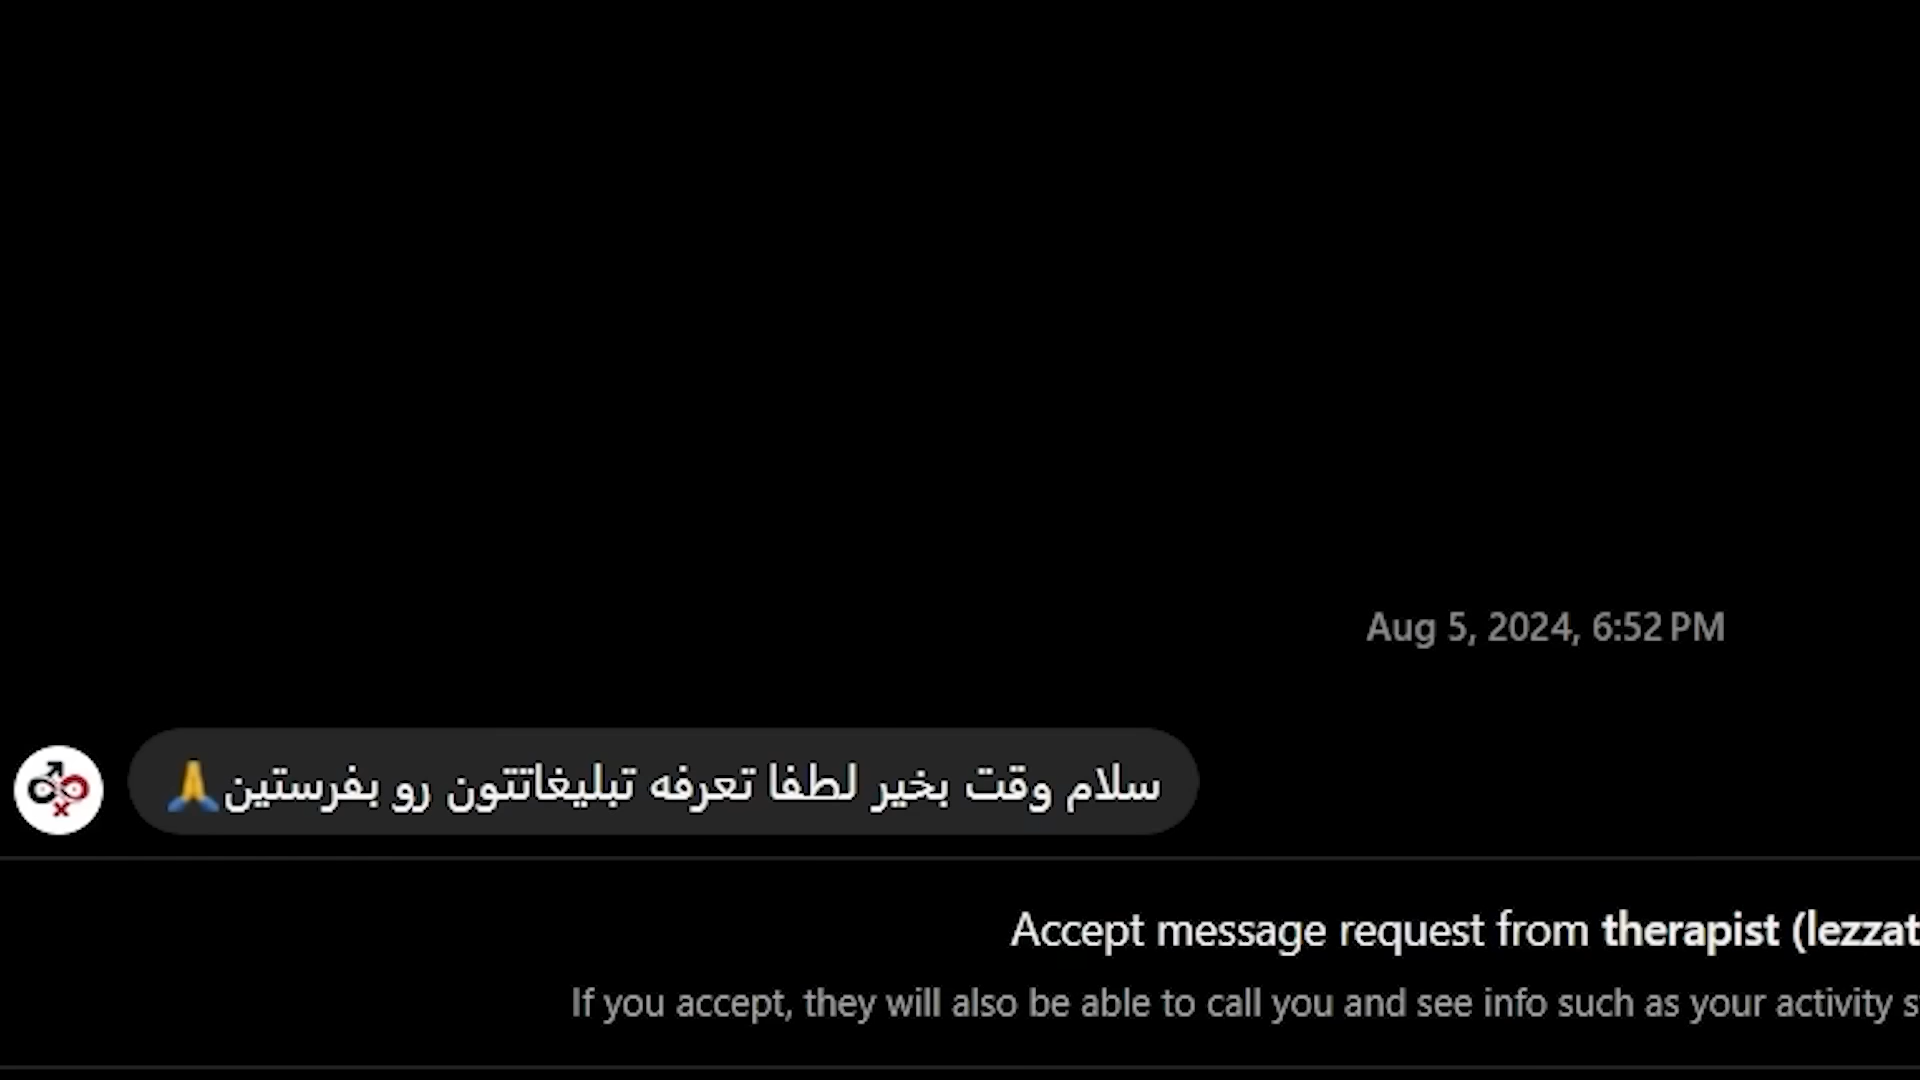 Aug 5, 2024, 6:52 PM
سلام وقت بخیر لطفا تعرفه تبلیغاتتون رو بفرستین🙏
Accept message request from therapist (lezzat
If you accept, they will also be able to call you and see info such as your activity s